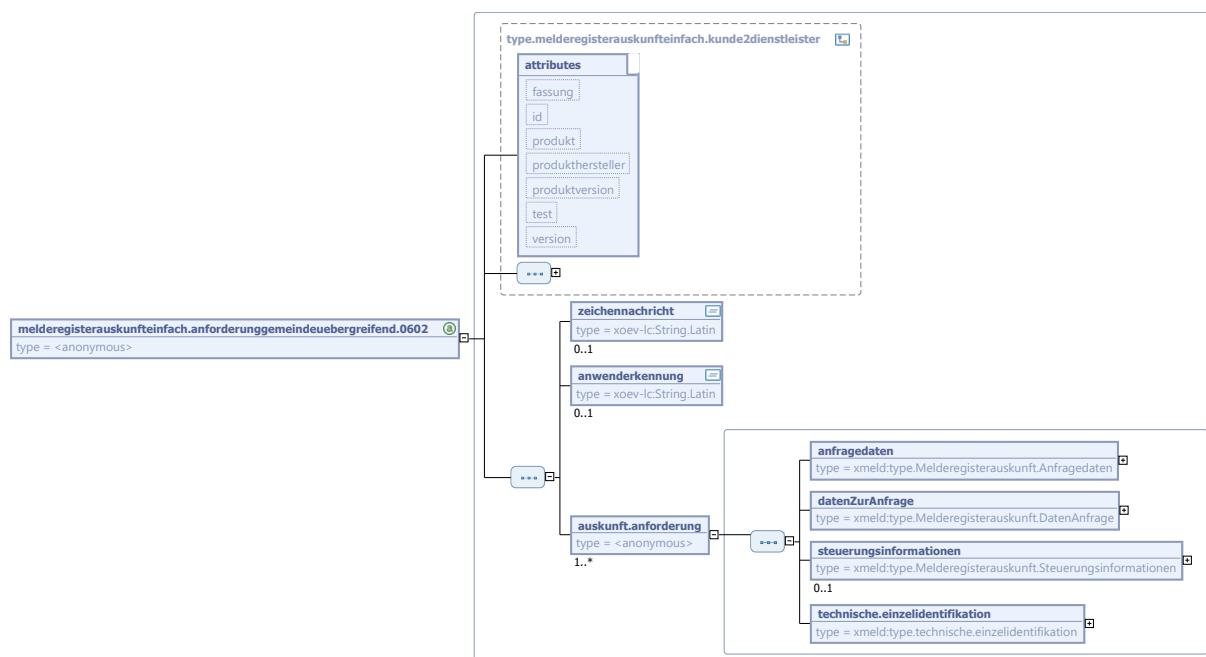 type.melderegisterauskunfteinfach.kunde2dienstleister
attributes
fassung
id
produkt
produkthersteller
produktversion
test
version
melderegisterauskunfteinfach.anforderunggemeindeuebergreifend.0602
type = <anonymous>
zeichennachricht
type = xoev-lc:String.Latin
0..1
anwenderkennung
type = xoev-lc:String.Latin
0..1
auskunft.anforderung
type = <anonymous>
1..*
anfragedaten
type = xmeld:type.Melderegisterauskunft.Anfragedaten
datenZurAnfrage
type = xmeld:type.Melderegisterauskunft.DatenAnfrage
steuerungsinformationen
type = xmeld:type.Melderegisterauskunft.Steuerungsinformationen
0..1
technische.einzelidentifikation
type = xmeld:type.technische.einzelidentifikation